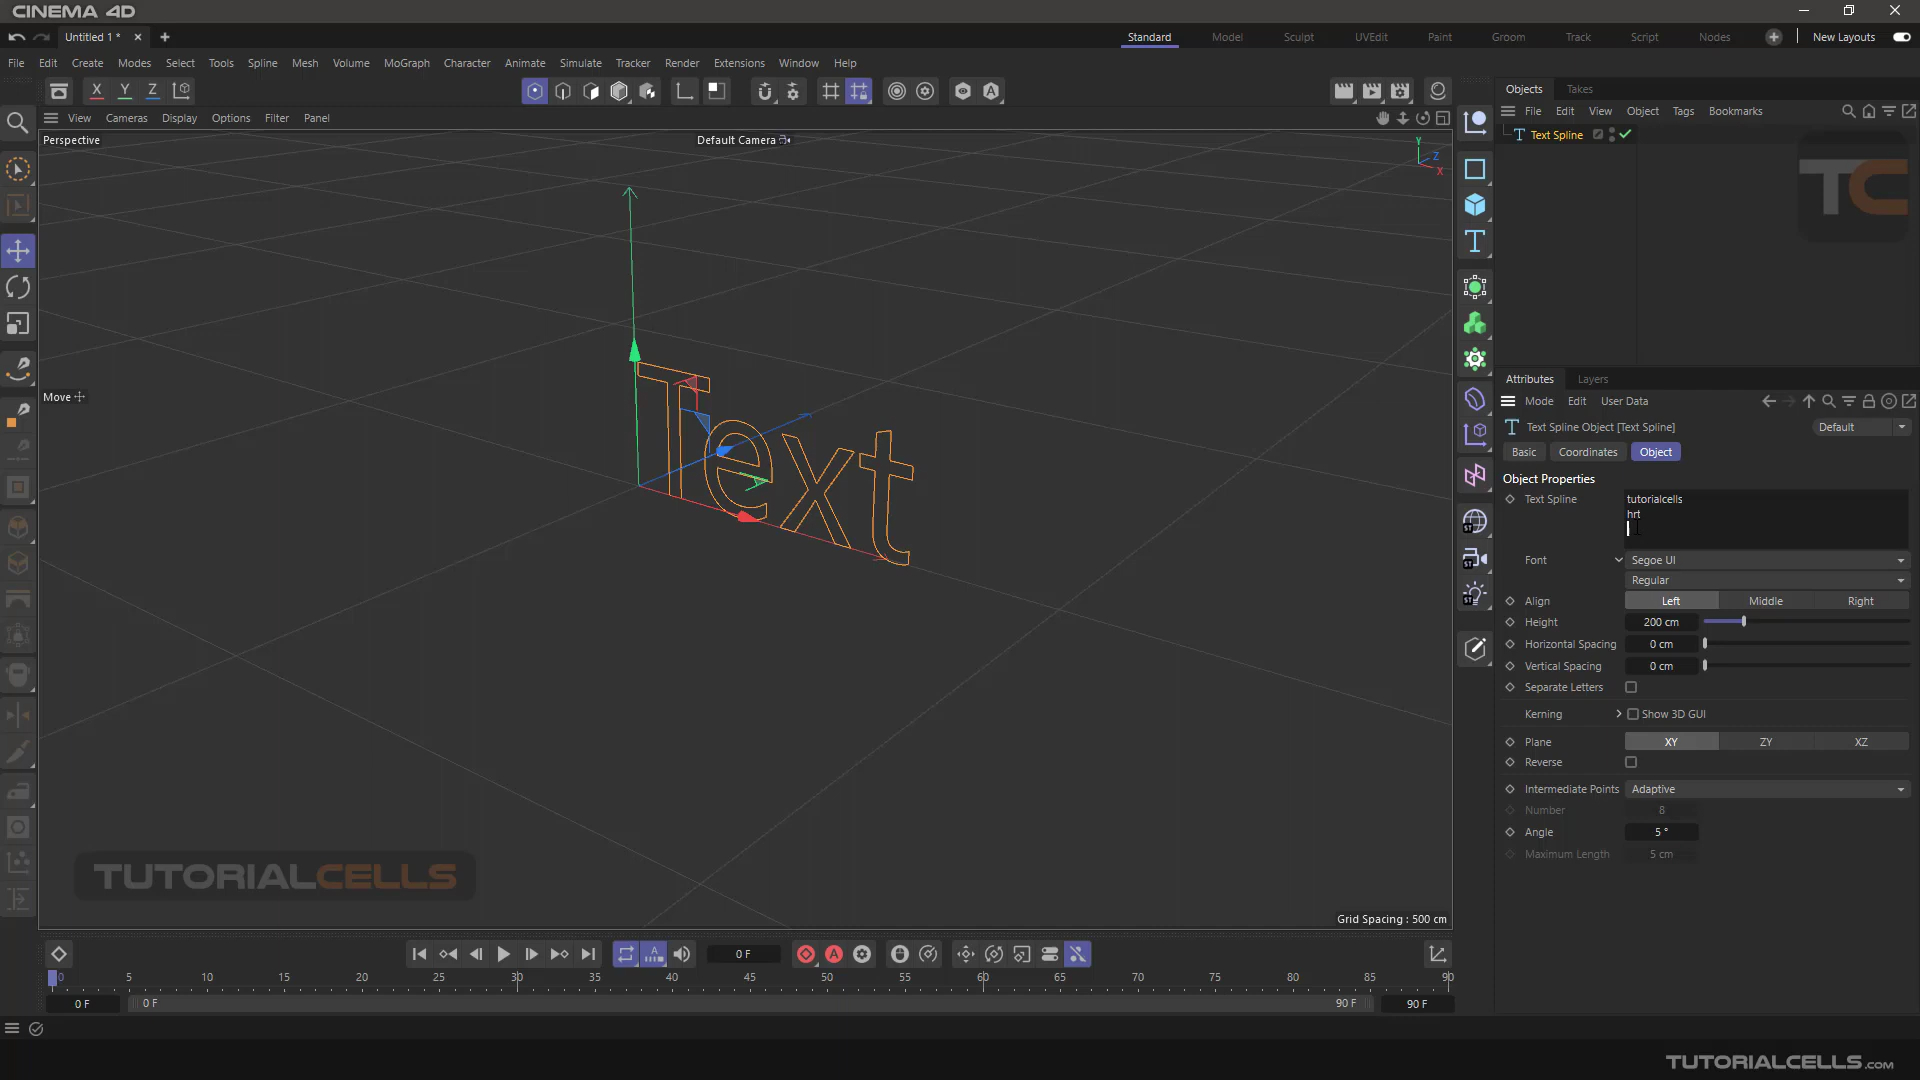 CINEMA 4D
Untitled 1 *
Standard
Model
Sculpt
UVEdit
Paint
Groom
Track
Script
Nodes
New Layouts
File
Edit
Create
Modes
Select
Tools
Spline
Mesh
Volume
MoGraph
Character
Animate
Simulate
Tracker
Render
Extensions
Window
Help
X
Y
Z
View
Cameras
Display
Options
Filter
Panel
Perspective
Default Camera
Y
Z
X
Move
Text
TUTORIALCELLS
Grid Spacing : 500 cm
Objects
Takes
File
Edit
View
Object
Tags
Bookmarks
Text Spline
TC
Attributes
Layers
Mode
Edit
User Data
Text Spline Object [Text Spline]
Default
Basic
Coordinates
Object
Object Properties
Text Spline
tutorialcells
hrt
Font
Segoe UI
Regular
Align
Left
Middle
Right
Height
200 cm
Horizontal Spacing
0 cm
Vertical Spacing
0 cm
Separate Letters
Kerning
Show 3D GUI
Plane
XY
ZY
XZ
Reverse
Intermediate Points
Adaptive
Number
8
Angle
5 °
Maximum Length
5 cm
0 F
0
5
10
15
20
25
30
35
40
45
50
55
60
65
70
75
80
85
90
0 F
0 F
90 F
90 F
TUTORIALCELLS.com